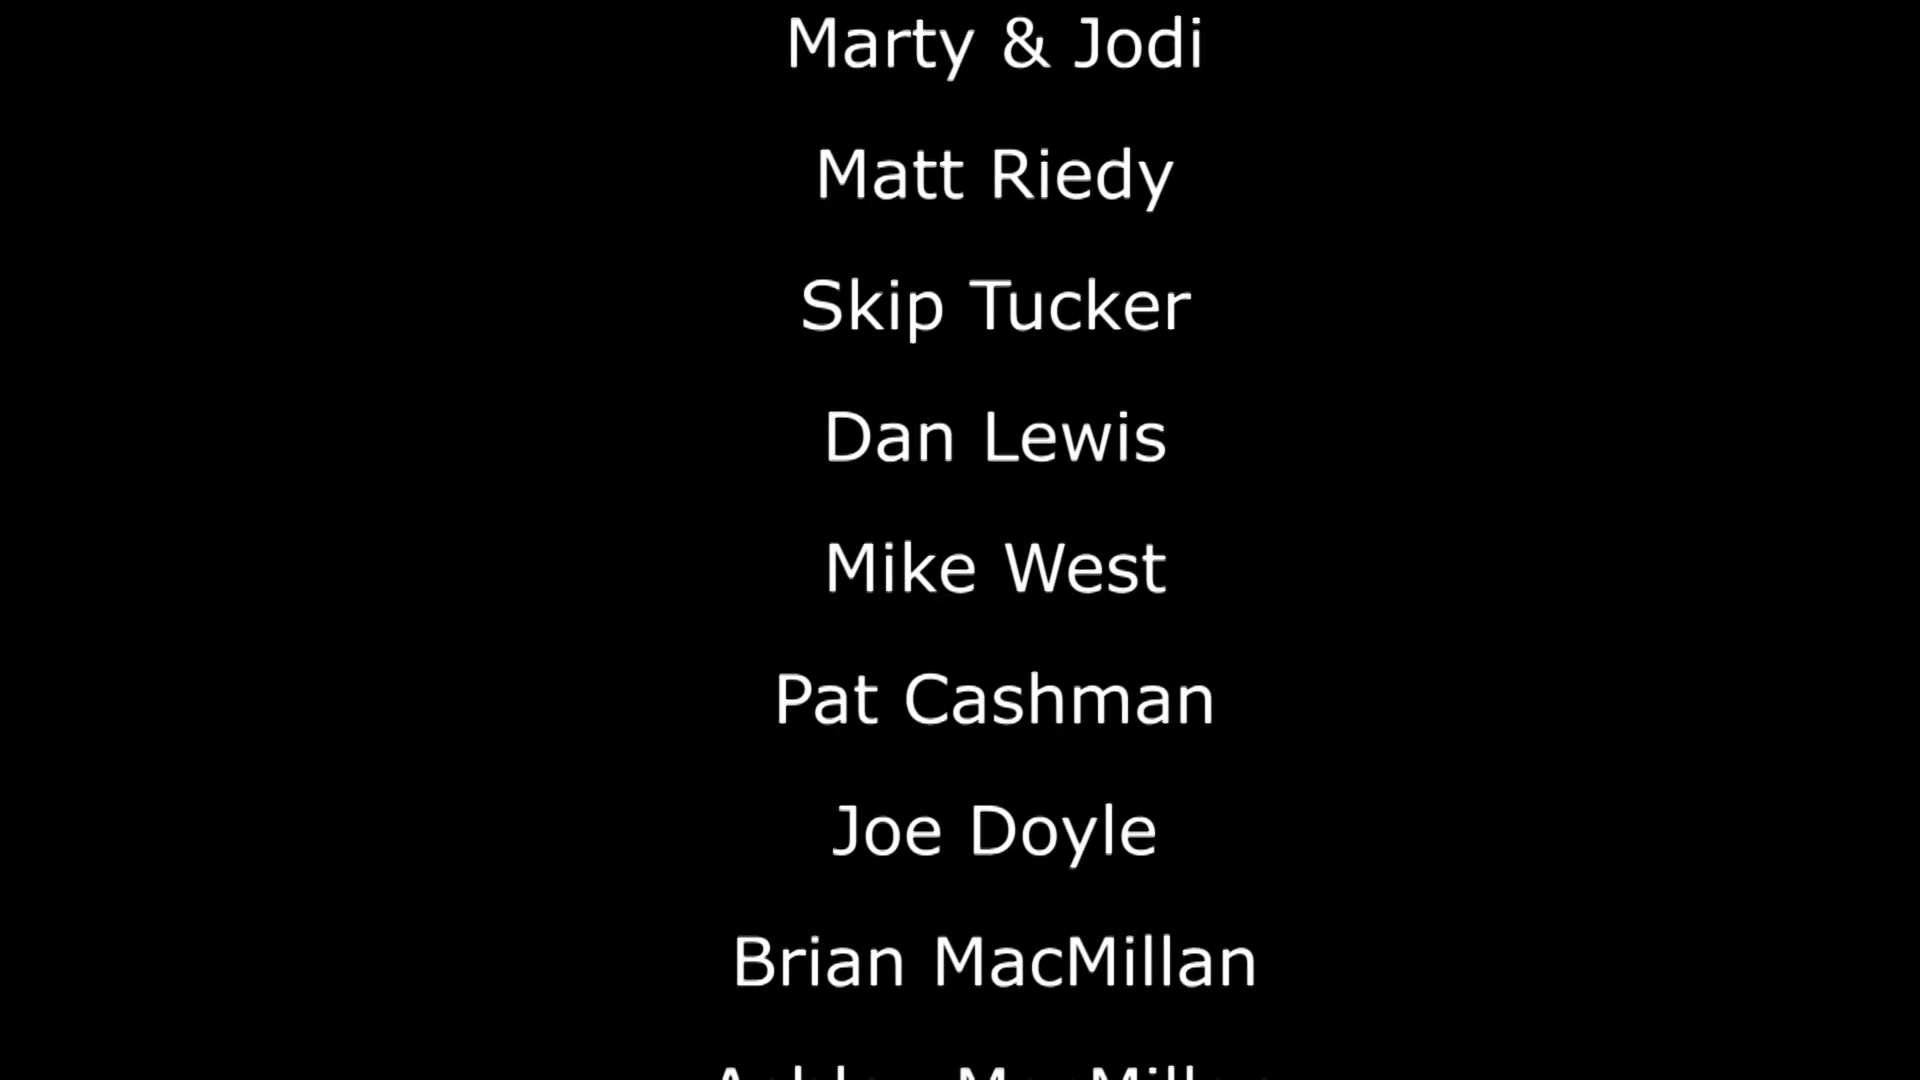 Marty & Jodi
Matt Riedy
Skip Tucker
Dan Lewis
Mike West
Pat Cashman
Joe Doyle
Brian MacMillan